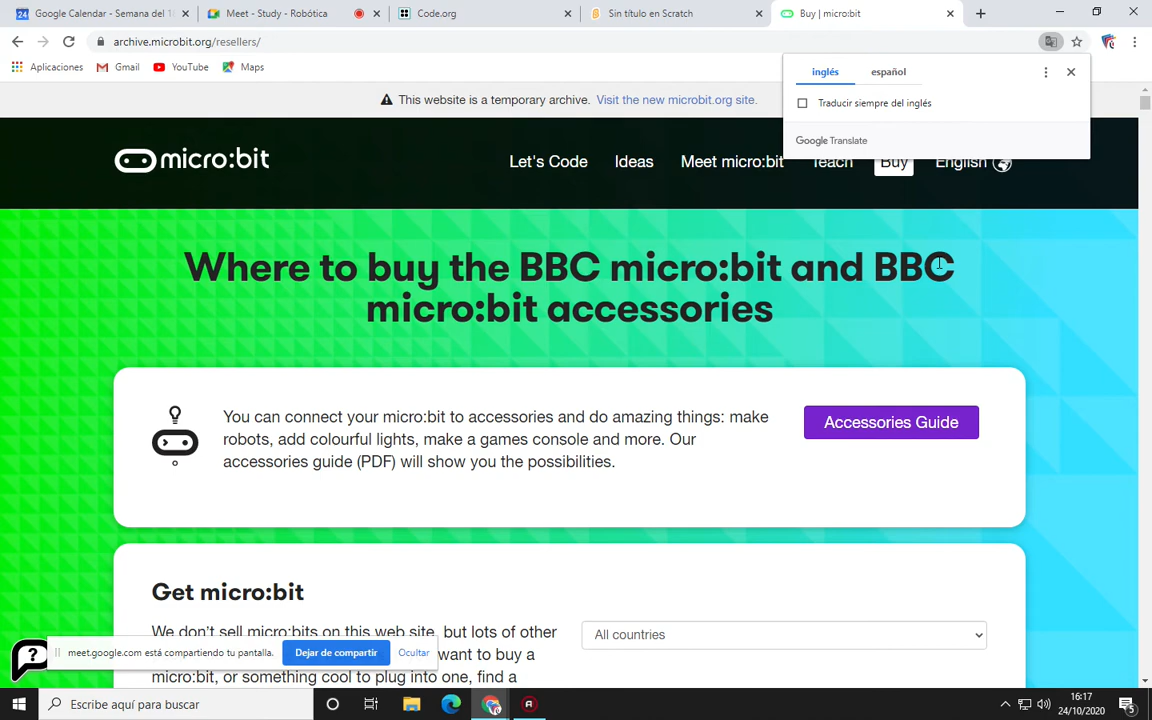 Google Calendar - Semana del 1
Meet - Study - Robótica
Code.org
Sin título en Scratch
Buy | micro:bit
archive.microbit.org/resellers/
Aplicaciones
Gmail
YouTube
Maps
inglés
español
Traducir siempre del inglés
Google Translate
This website is a temporary archive. Visit the new microbit.org site.
micro:bit
Let's Code
Ideas
Meet micro:bit
Teach
Buy
English
Where to buy the BBC micro:bit and BBC
micro:bit accessories
You can connect your micro:bit to accessories and do amazing things: make
robots, add colourful lights, make a games console and more. Our
accessories guide (PDF) will show you the possibilities.
Accessories Guide
Get micro:bit
We don't sell micro:bits on this web site, but lots of other
want to buy a
micro:bit, or something cool to plug into one, find a
All countries
meet.google.com está compartiendo tu pantalla.
Dejar de compartir
Ocultar
Escribe aquí para buscar
16:17
24/10/2020
5